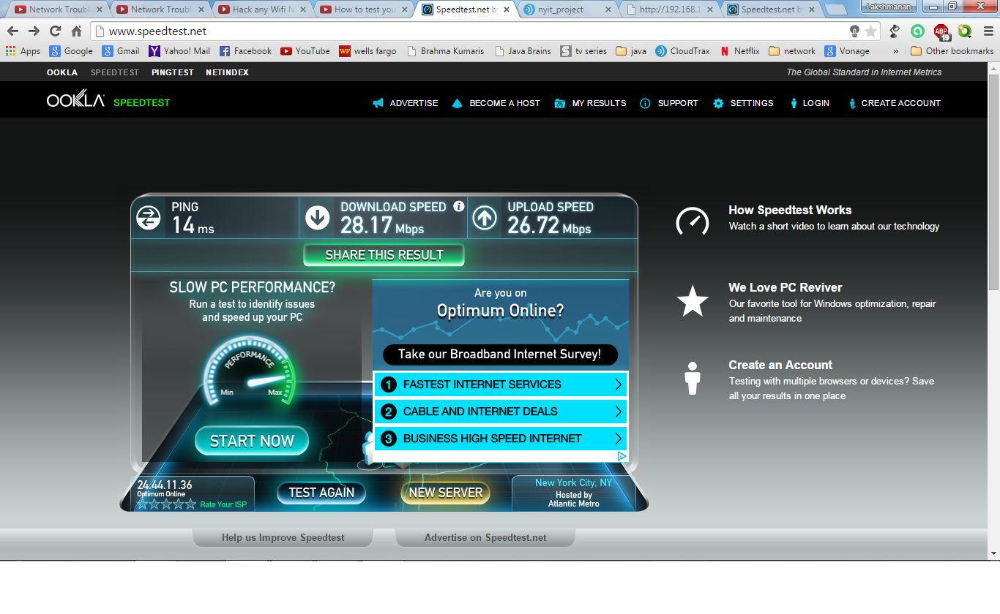 Network Troubl
Network Troubl
Hack any Wifi N
How to test you
Speedtest.net by
nyit_project
http://192.168.1
Speedtest.net by
Lakshmanan
www.speedtest.net
ABP
19
Apps
Google
Gmail
Yahoo! Mail
Facebook
YouTube
wells fargo
Brahma Kumaris
Java Brains
tv series
java
CloudTrax
Netflix
network
Vonage
»
Other bookmarks
OOKLA SPEEDTEST PINGTEST NETINDEX
The Global Standard in Internet Metrics
OOKLA SPEEDTEST
ADVERTISE
BECOME A HOST
MY RESULTS
SUPPORT
SETTINGS
LOGIN
CREATE ACCOUNT
PING
14 ms
DOWNLOAD SPEED
28.17 Mbps
UPLOAD SPEED
26.72 Mbps
SHARE THIS RESULT
SLOW PC PERFORMANCE?
Run a test to identify issues
and speed up your PC
PERFORMANCE
Min
Max
START NOW
Are you on
Optimum Online?
Take our Broadband Internet Survey!
1 FASTEST INTERNET SERVICES
2 CABLE AND INTERNET DEALS
3 BUSINESS HIGH SPEED INTERNET
24.44.11.36
Optimum Online
Rate Your ISP
TEST AGAIN
NEW SERVER
New York City, NY
Hosted by
Atlantic Metro
How Speedtest Works
Watch a short video to learn about our technology
We Love PC Reviver
Our favorite tool for Windows optimization, repair
and maintenance
Create an Account
Testing with multiple browsers or devices? Save
all your results in one place
Help us Improve Speedtest
Advertise on Speedtest.net